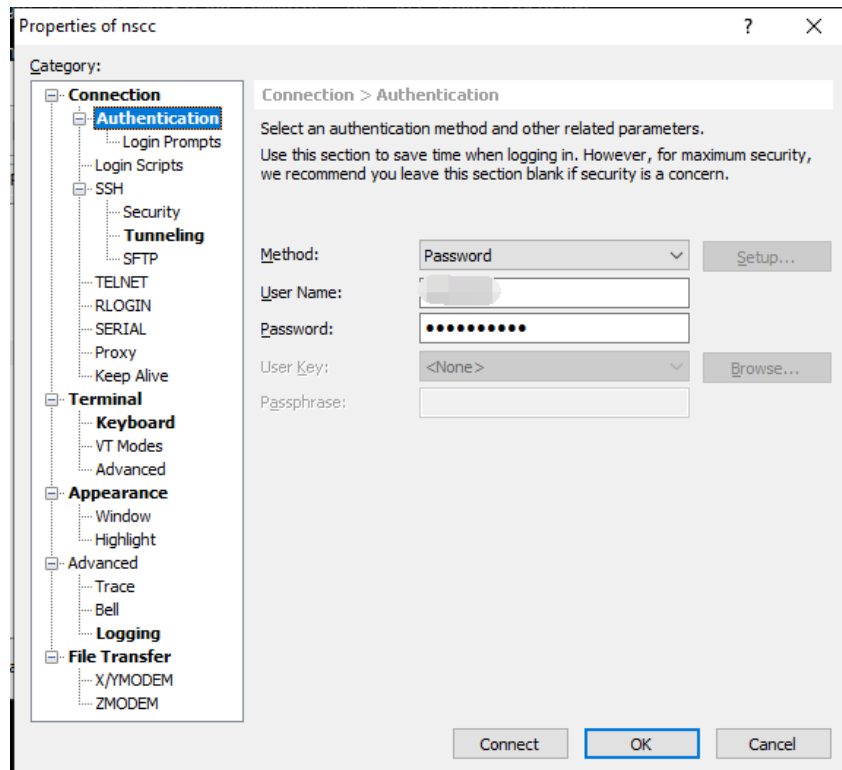 Properties of nscc
? X
Category:
Connection
Authentication
Login Prompts
Login Scripts
SSH
Security
Tunneling
SFTP
TELNET
RLOGIN
SERIAL
Proxy
Keep Alive
Terminal
Keyboard
VT Modes
Advanced
Appearance
Window
Highlight
Advanced
Trace
Bell
Logging
File Transfer
X/YMODEM
ZMODEM
Connection > Authentication
Select an authentication method and other related parameters.
Use this section to save time when logging in. However, for maximum security,
we recommend you leave this section blank if security is a concern.
Method: Password Setup...
User Name:
Password: ●●●●●●●●●●
User Key: <None> Browse...
Passphrase:
Connect OK Cancel